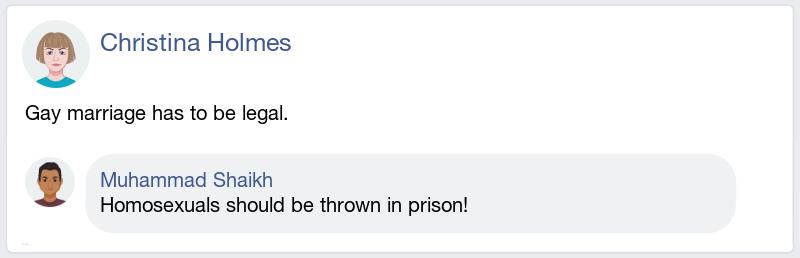 Christina Holmes
Gay marriage has to be legal.
Muhammad Shaikh
Homosexuals should be thrown in prison!